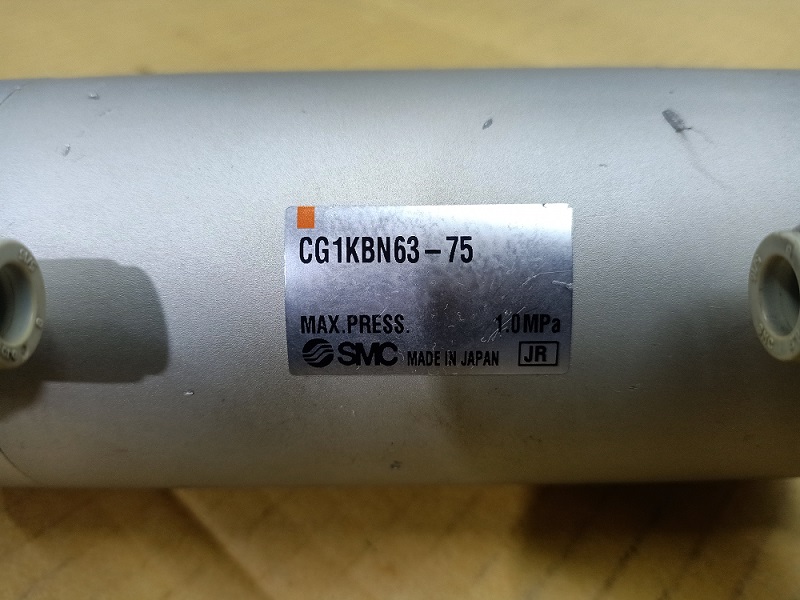 CG1KBN63-75
MAX.PRESS. 1.0MPa
SMC MADE IN JAPAN JR